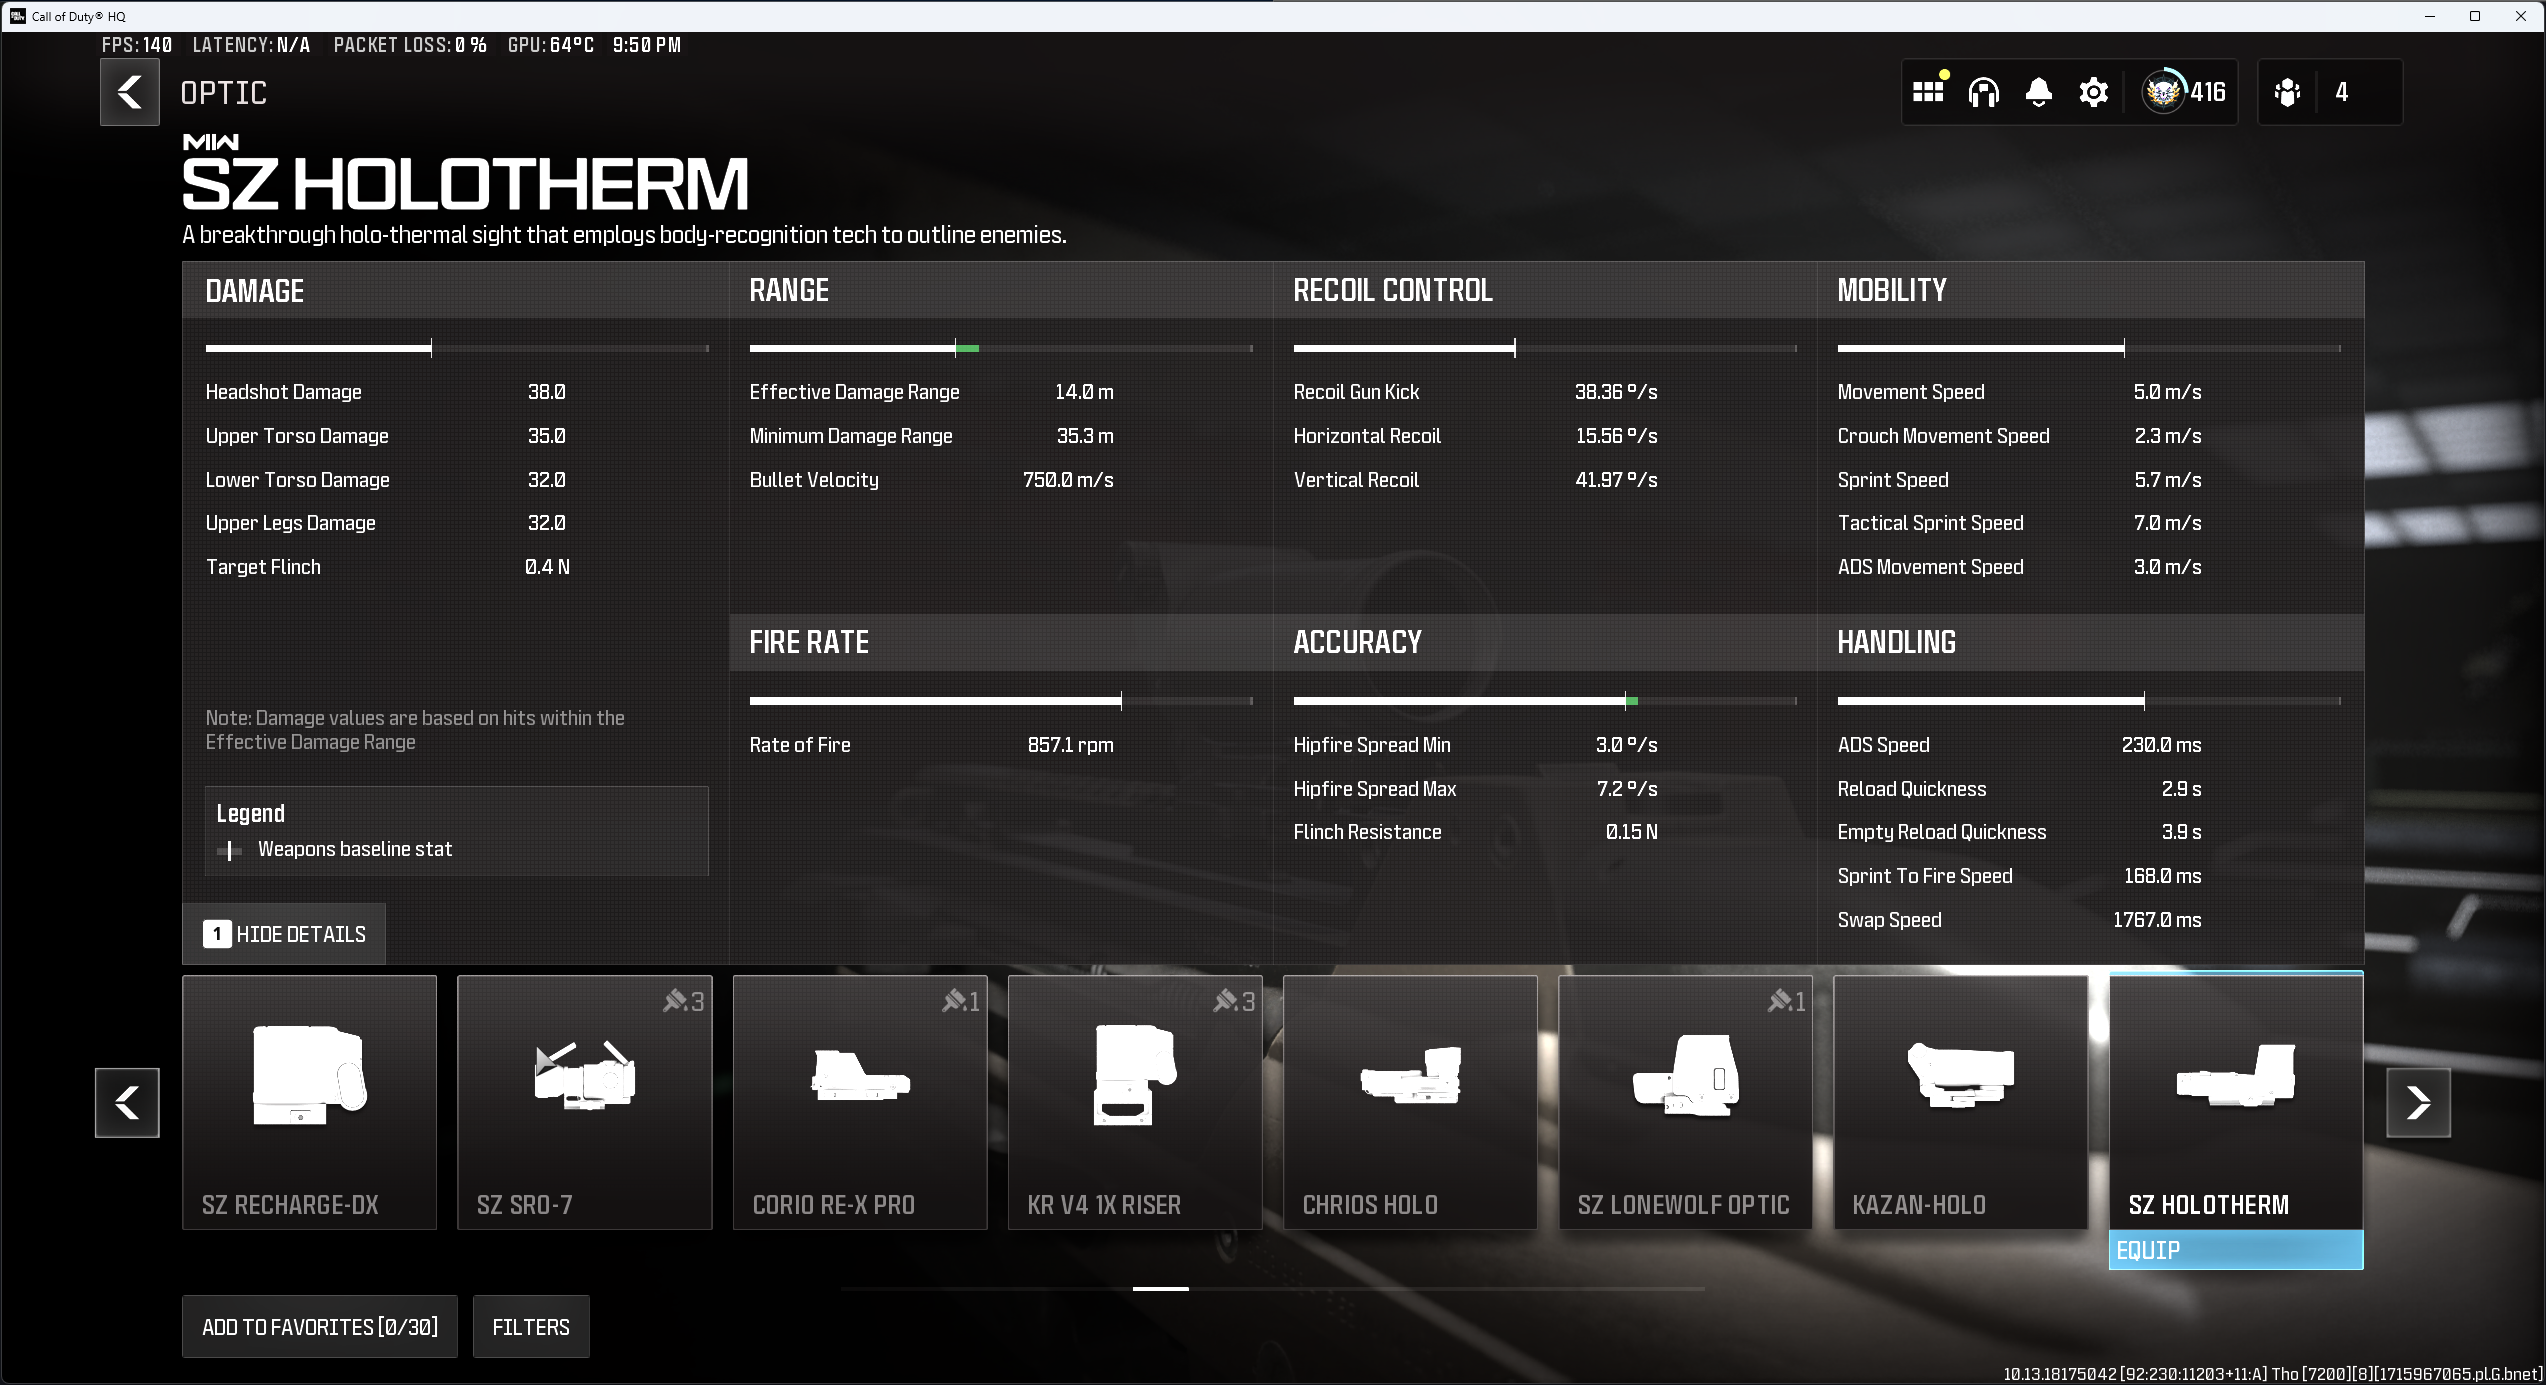 Call of Duty® HQ
FPS: 140 LATENCY: N/A PACKET LOSS: 0 % GPU: 64°C 9:50 PM
OPTIC
416
4
MW
SZ HOLOTHERM
A breakthrough holo-thermal sight that employs body-recognition tech to outline enemies.
DAMAGE
Headshot Damage 38.0
Upper Torso Damage 35.0
Lower Torso Damage 32.0
Upper Legs Damage 32.0
Target Flinch 0.4 N
Note: Damage values are based on hits within the
Effective Damage Range
Legend
Weapons baseline stat
1 HIDE DETAILS
RANGE
Effective Damage Range 14.0 m
Minimum Damage Range 35.3 m
Bullet Velocity 750.0 m/s
FIRE RATE
Rate of Fire 857.1 rpm
RECOIL CONTROL
Recoil Gun Kick 38.36 º/s
Horizontal Recoil 15.56 º/s
Vertical Recoil 41.97 º/s
ACCURACY
Hipfire Spread Min 3.0 º/s
Hipfire Spread Max 7.2 º/s
Flinch Resistance 0.15 N
MOBILITY
Movement Speed 5.0 m/s
Crouch Movement Speed 2.3 m/s
Sprint Speed 5.7 m/s
Tactical Sprint Speed 7.0 m/s
ADS Movement Speed 3.0 m/s
HANDLING
ADS Speed 230.0 ms
Reload Quickness 2.9 s
Empty Reload Quickness 3.9 s
Sprint To Fire Speed 168.0 ms
Swap Speed 1767.0 ms
3
1
3
1
SZ RECHARGE-DX
SZ SRO-7
CORIO RE-X PRO
KR V4 1X RISER
CHRIOS HOLO
SZ LONEWOLF OPTIC
KAZAN-HOLO
SZ HOLOTHERM
EQUIP
ADD TO FAVORITES [0/30]
FILTERS
10.13.18175042 [92:230:11203+11:A] Tho [7200][8][1715967065.pl.G.bnet]